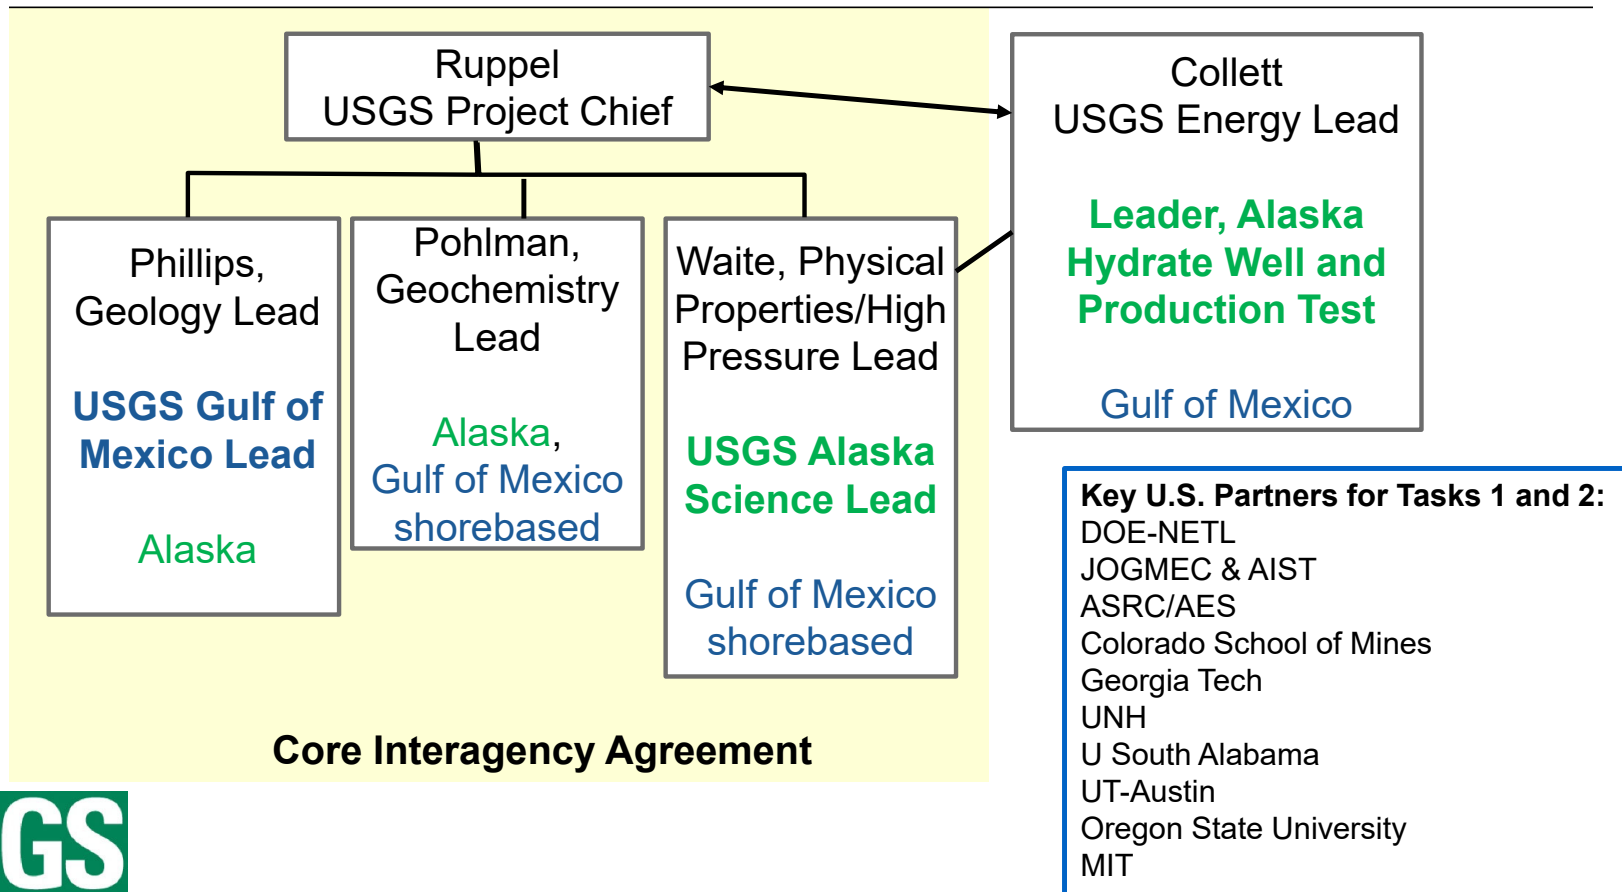 Ruppel
USGS Project Chief
Collett
USGS Energy Lead
Leader, Alaska
Hydrate Well and
Production Test
Gulf of Mexico
Phillips,
Geology Lead
USGS Gulf of
Mexico Lead
Alaska
Pohlman,
Geochemistry
Lead
Alaska,
Gulf of Mexico
shorebased
Waite, Physical
Properties/High
Pressure Lead
USGS Alaska
Science Lead
Gulf of Mexico
shorebased
Key U.S. Partners for Tasks 1 and 2:
DOE-NETL
JOGMEC & AIST
ASRC/AES
Colorado School of Mines
Georgia Tech
UNH
U South Alabama
UT-Austin
Oregon State University
MIT
Core Interagency Agreement
GS